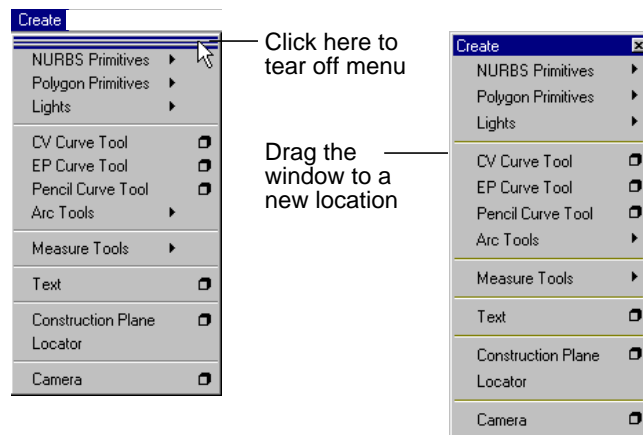 Create
NURBS Primitives
Polygon Primitives
Lights
CV Curve Tool
EP Curve Tool
Pencil Curve Tool
Arc Tools
Measure Tools
Text
Construction Plane
Locator
Camera
Click here to
tear off menu
Drag the
window to a
new location
Create
NURBS Primitives
Polygon Primitives
Lights
CV Curve Tool
EP Curve Tool
Pencil Curve Tool
Arc Tools
Measure Tools
Text
Construction Plane
Locator
Camera